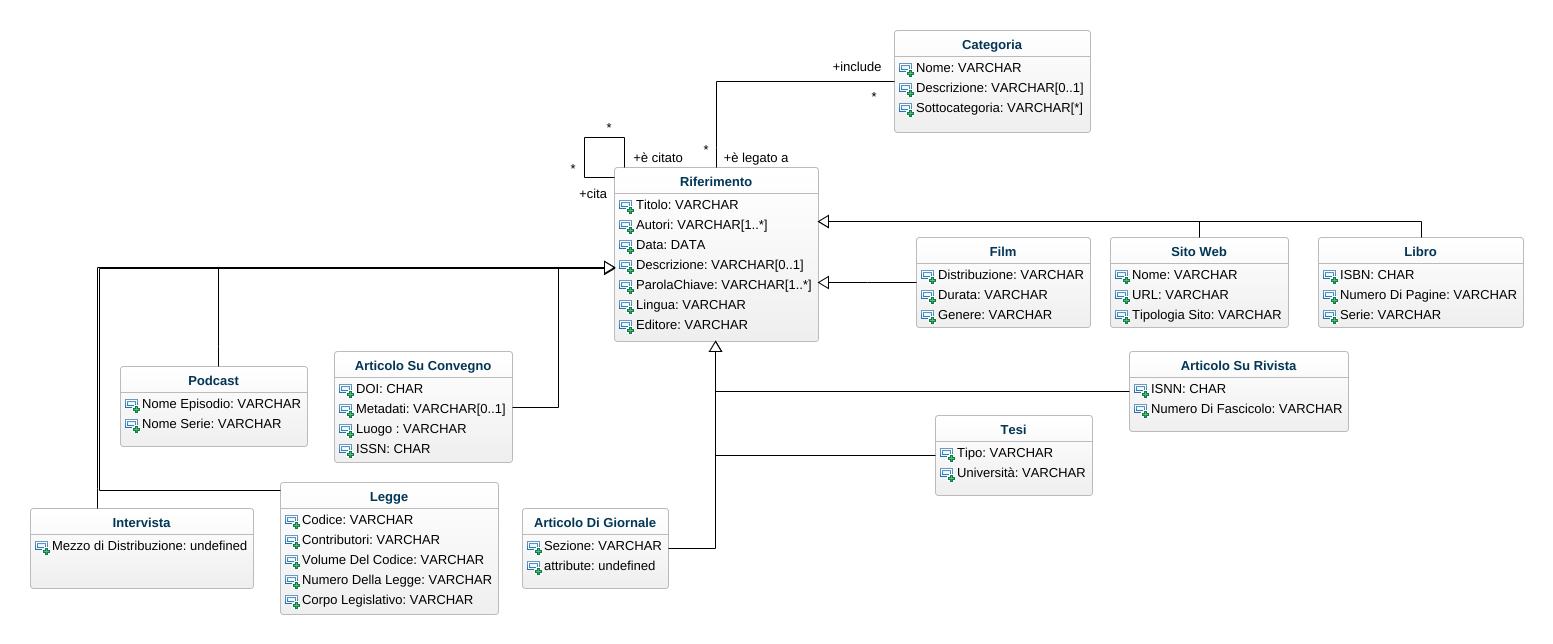 Categoria
Nome: VARCHAR
Descrizione: VARCHAR[0..1]
Sottocategoria: VARCHAR[*]
+include
*
*
+è legato a
*
*
+è citato
+cita
Riferimento
Titolo: VARCHAR
Autori: VARCHAR[1..*]
Data: DATA
Descrizione: VARCHAR[0..1]
ParolaChiave: VARCHAR[1..*]
Lingua: VARCHAR
Editore: VARCHAR
Film
Distribuzione: VARCHAR
Durata: VARCHAR
Genere: VARCHAR
Sito Web
Nome: VARCHAR
URL: VARCHAR
Tipologia Sito: VARCHAR
Libro
ISBN: CHAR
Numero Di Pagine: VARCHAR
Serie: VARCHAR
Podcast
Nome Episodio: VARCHAR
Nome Serie: VARCHAR
Articolo Su Convegno
DOI: CHAR
Metadati: VARCHAR[0..1]
Luogo : VARCHAR
ISSN: CHAR
Articolo Su Rivista
ISNN: CHAR
Numero Di Fascicolo: VARCHAR
Tesi
Tipo: VARCHAR
Università: VARCHAR
Intervista
Mezzo di Distribuzione: undefined
Legge
Codice: VARCHAR
Contributori: VARCHAR
Volume Del Codice: VARCHAR
Numero Della Legge: VARCHAR
Corpo Legislativo: VARCHAR
Articolo Di Giornale
Sezione: VARCHAR
attribute: undefined